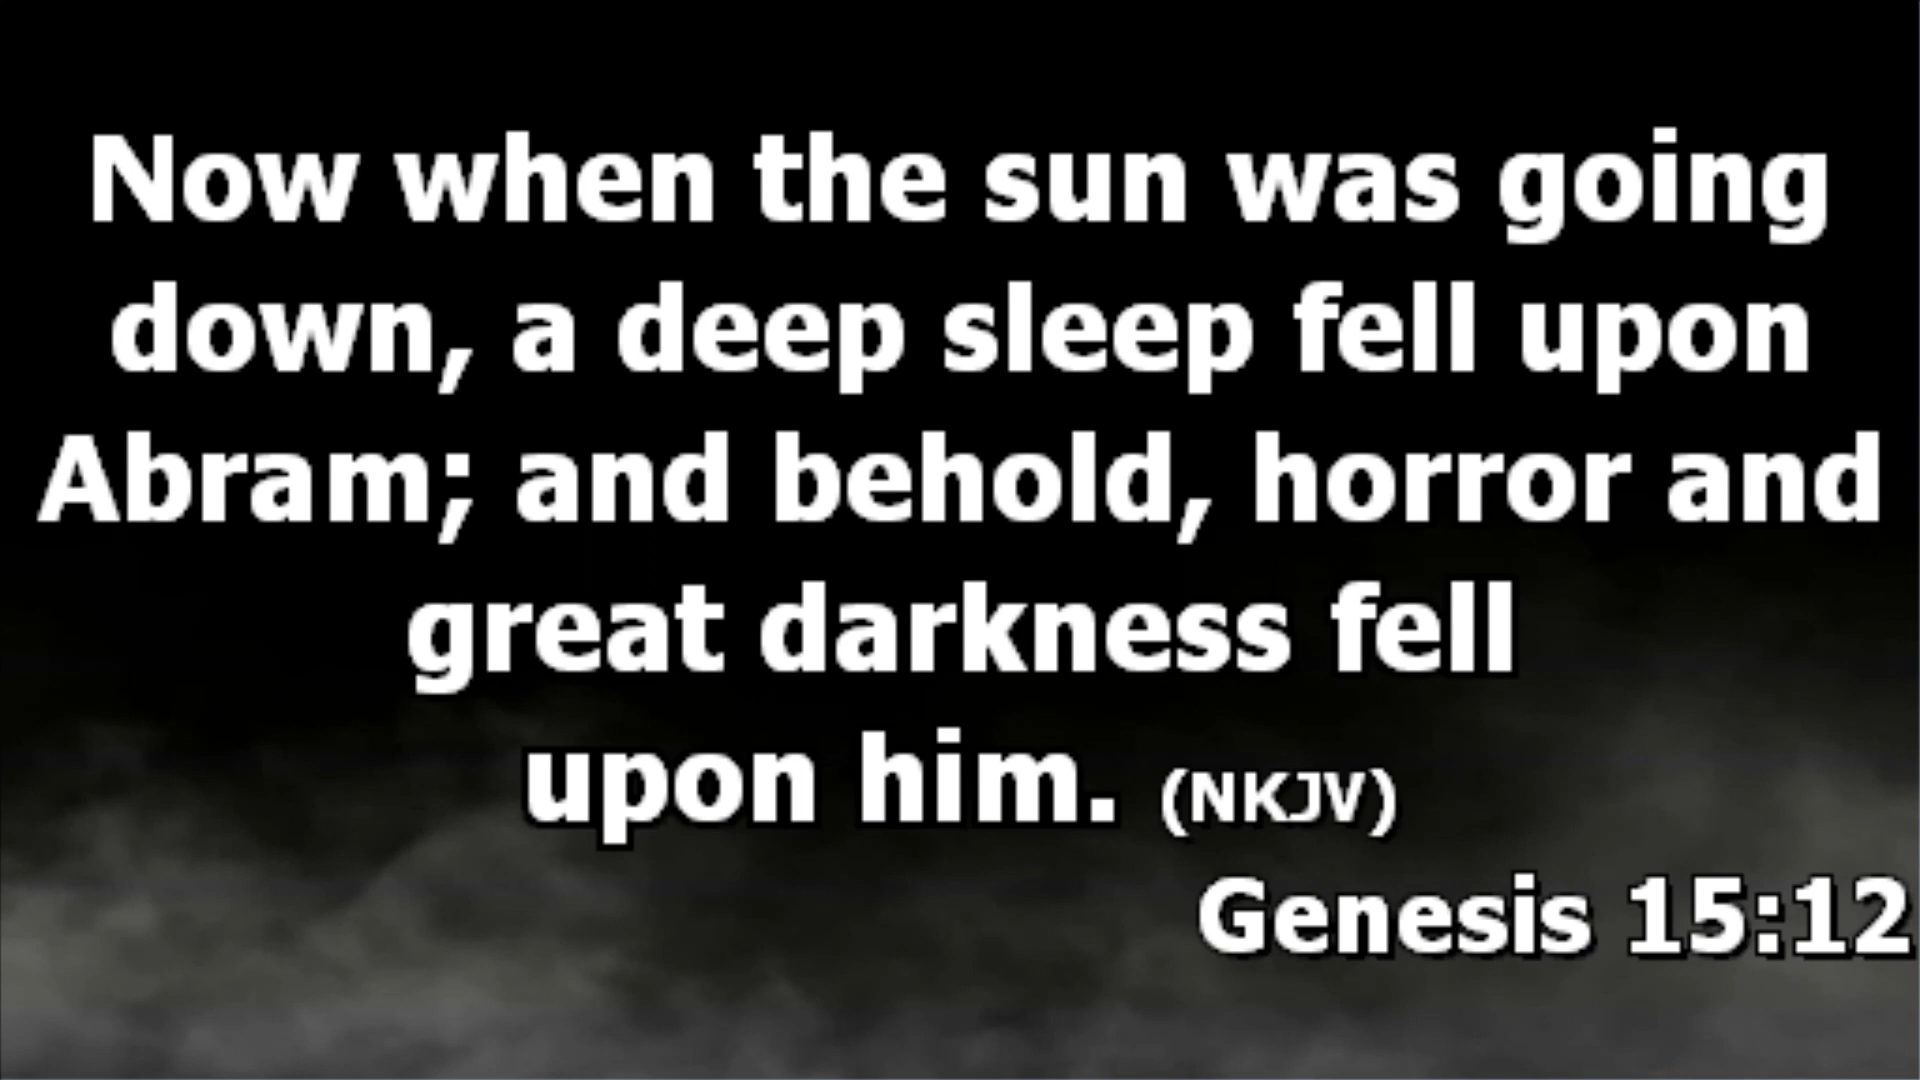 Now when the sun was going
down, a deep sleep fell upon
Abram; and behold, horror and
great darkness fell
upon him. (NKJV)
Genesis 15:12